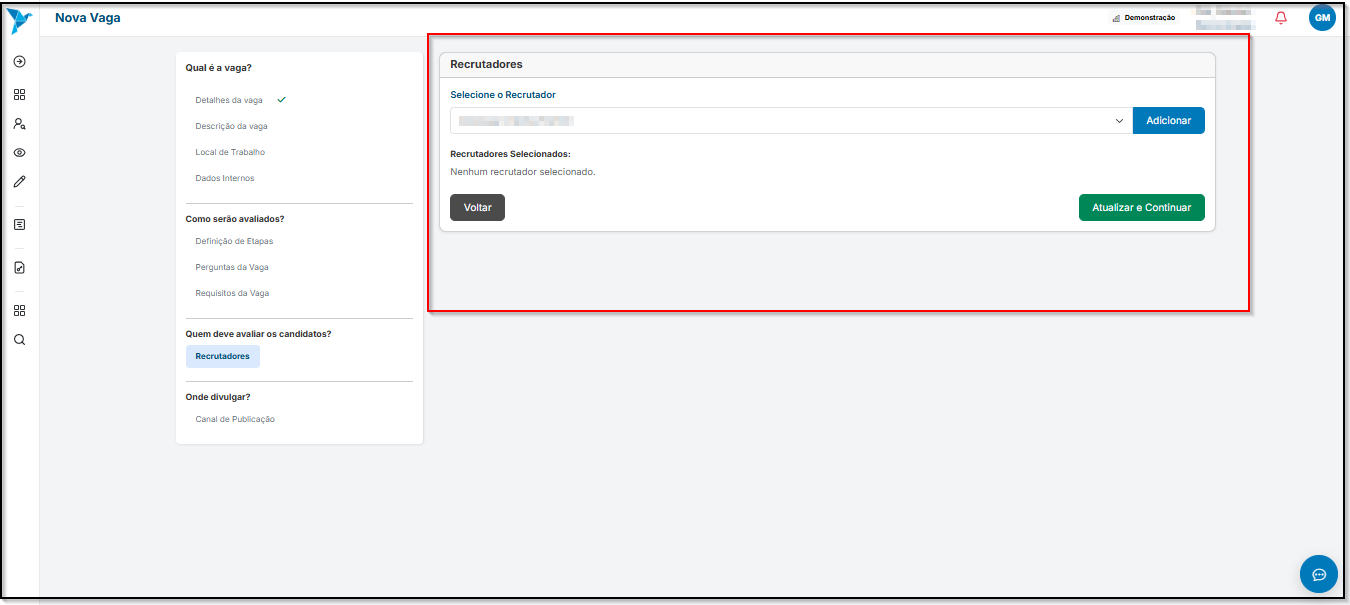 Nova Vaga
Demonstração
GM
Qual é a vaga?
Detalhes da vaga
Descrição da vaga
Local de Trabalho
Dados Internos
Como serão avaliados?
Definição de Etapas
Perguntas da Vaga
Requisitos da Vaga
Quem deve avaliar os candidatos?
Recrutadores
Onde divulgar?
Canal de Publicação
Recrutadores
Selecione o Recrutador
Adicionar
Recrutadores Selecionados:
Nenhum recrutador selecionado.
Voltar
Atualizar e Continuar